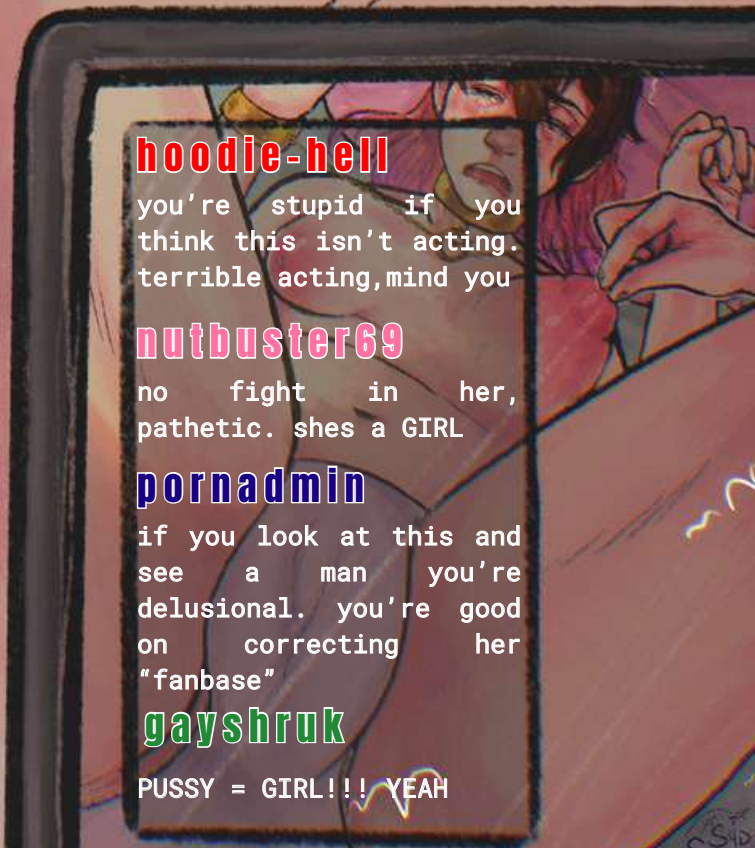 hoodie-hell
you’re stupid if you
think this isn’t acting.
terrible acting,mind you
nutbuster69
no fight in her,
pathetic. shes a GIRL
pornadmin
if you look at this and
see a man you’re
delusional. you’re good
on correcting her
“fanbase”
gayshruk
PUSSY = GIRL!!! YEAH